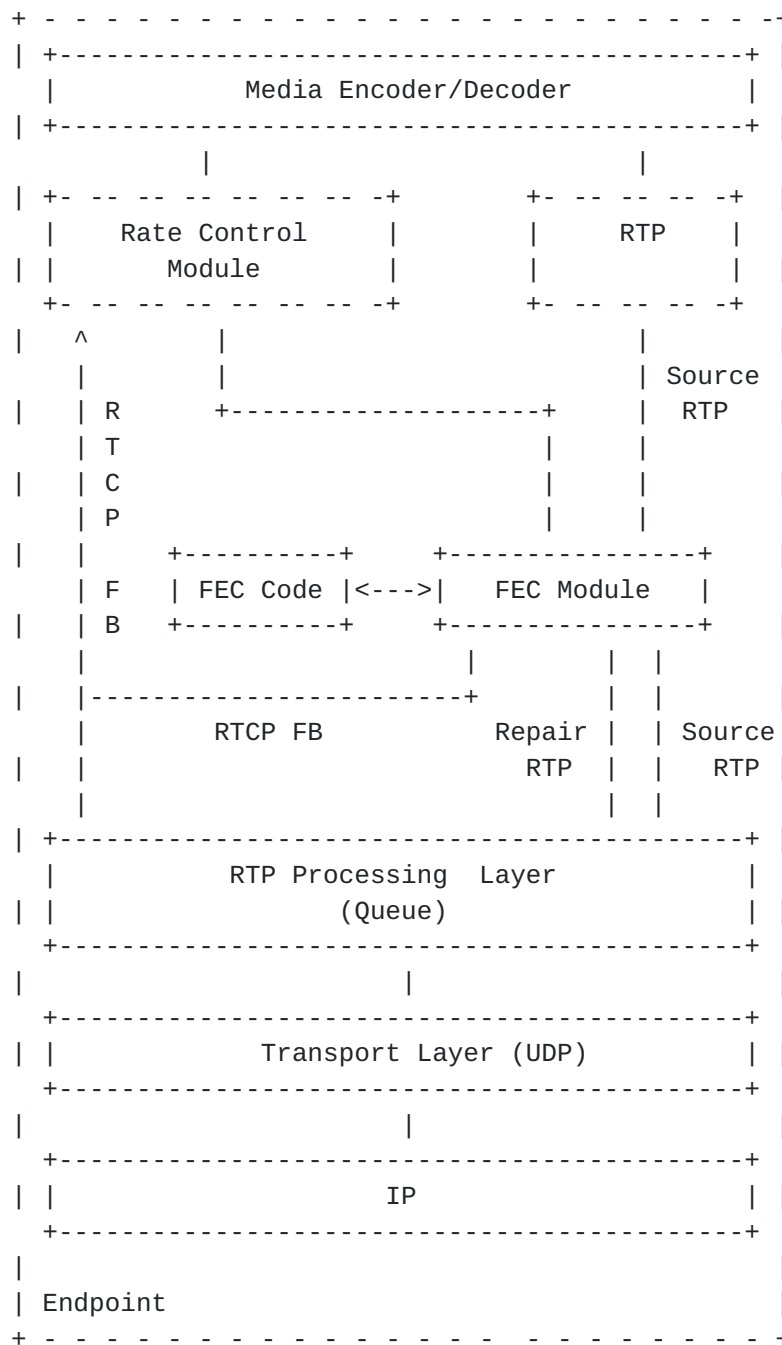 Media Encoder/Decoder
Rate Control RTP
Module
Source
R RTP
T
C
P
F FEC Code FEC Module
B
RTCP FB Repair Source
RTP RTP
RTP Processing Layer
(Queue)
Transport Layer (UDP)
IP
Endpoint